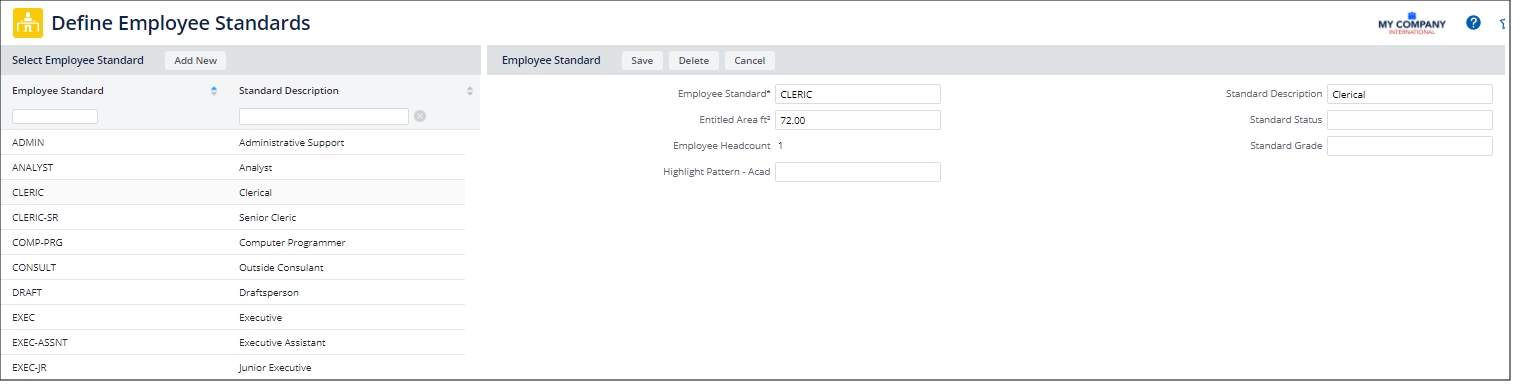 Define Employee Standards
MY COMPANY
INTERNATIONAL
?
Select Employee Standard Add New
Employee Standard Standard Description
ADMIN Administrative Support
ANALYST Analyst
CLERIC Clerical
CLERIC-SR Senior Cleric
COMP-PRG Computer Programmer
CONSULT Outside Consulant
DRAFT Draftsperson
EXEC Executive
EXEC-ASSNT Executive Assistant
EXEC-JR Junior Executive
Employee Standard Save Delete Cancel
Employee Standard* CLERIC Standard Description Clerical
Entitled Area ft² 72.00 Standard Status
Employee Headcount 1 Standard Grade
Highlight Pattern - Acad